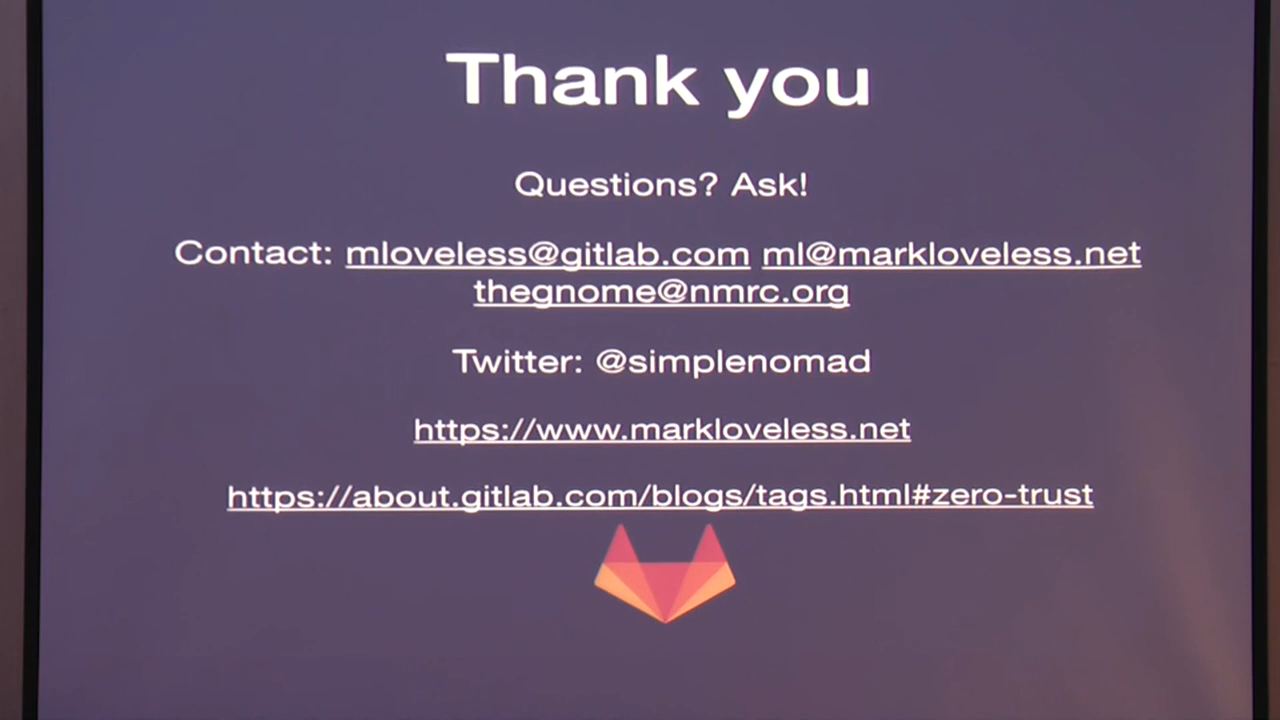 Thank you
Questions? Ask!
Contact: mloveless@gitlab.com ml@markloveless.net
thegnome@nmrc.org
Twitter: @simplenomad
https://www.markloveless.net
https://about.gitlab.com/blogs/tags.html#zero-trust